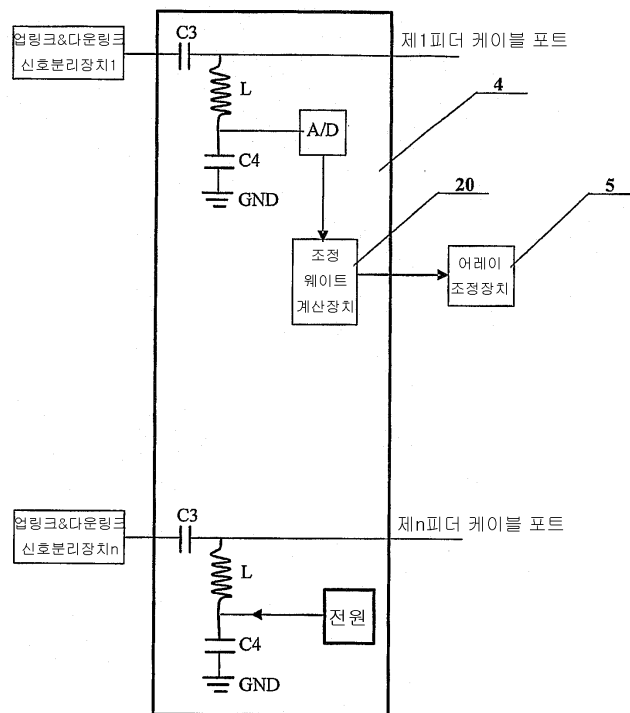 업링크&다운링크
신호분리장치1
C3
제1피더 케이블 포트
L
A/D
4
C4
GND
20
5
조정
웨이트
계산장치
어레이
조정장치
업링크&다운링크
신호분리장치n
C3
제n피더 케이블 포트
L
전원
C4
GND